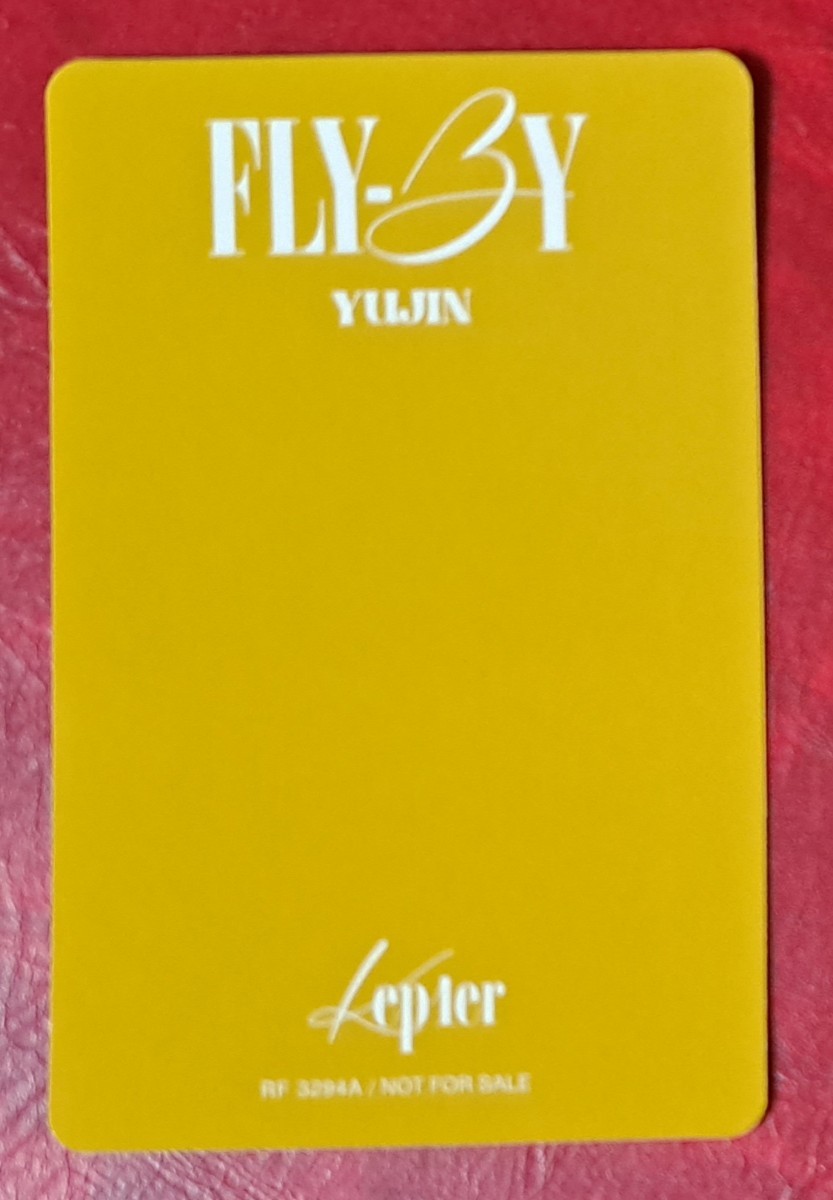 FLY-BY
YUJIN
Kep1er
RF 3294A / NOT FOR SALE